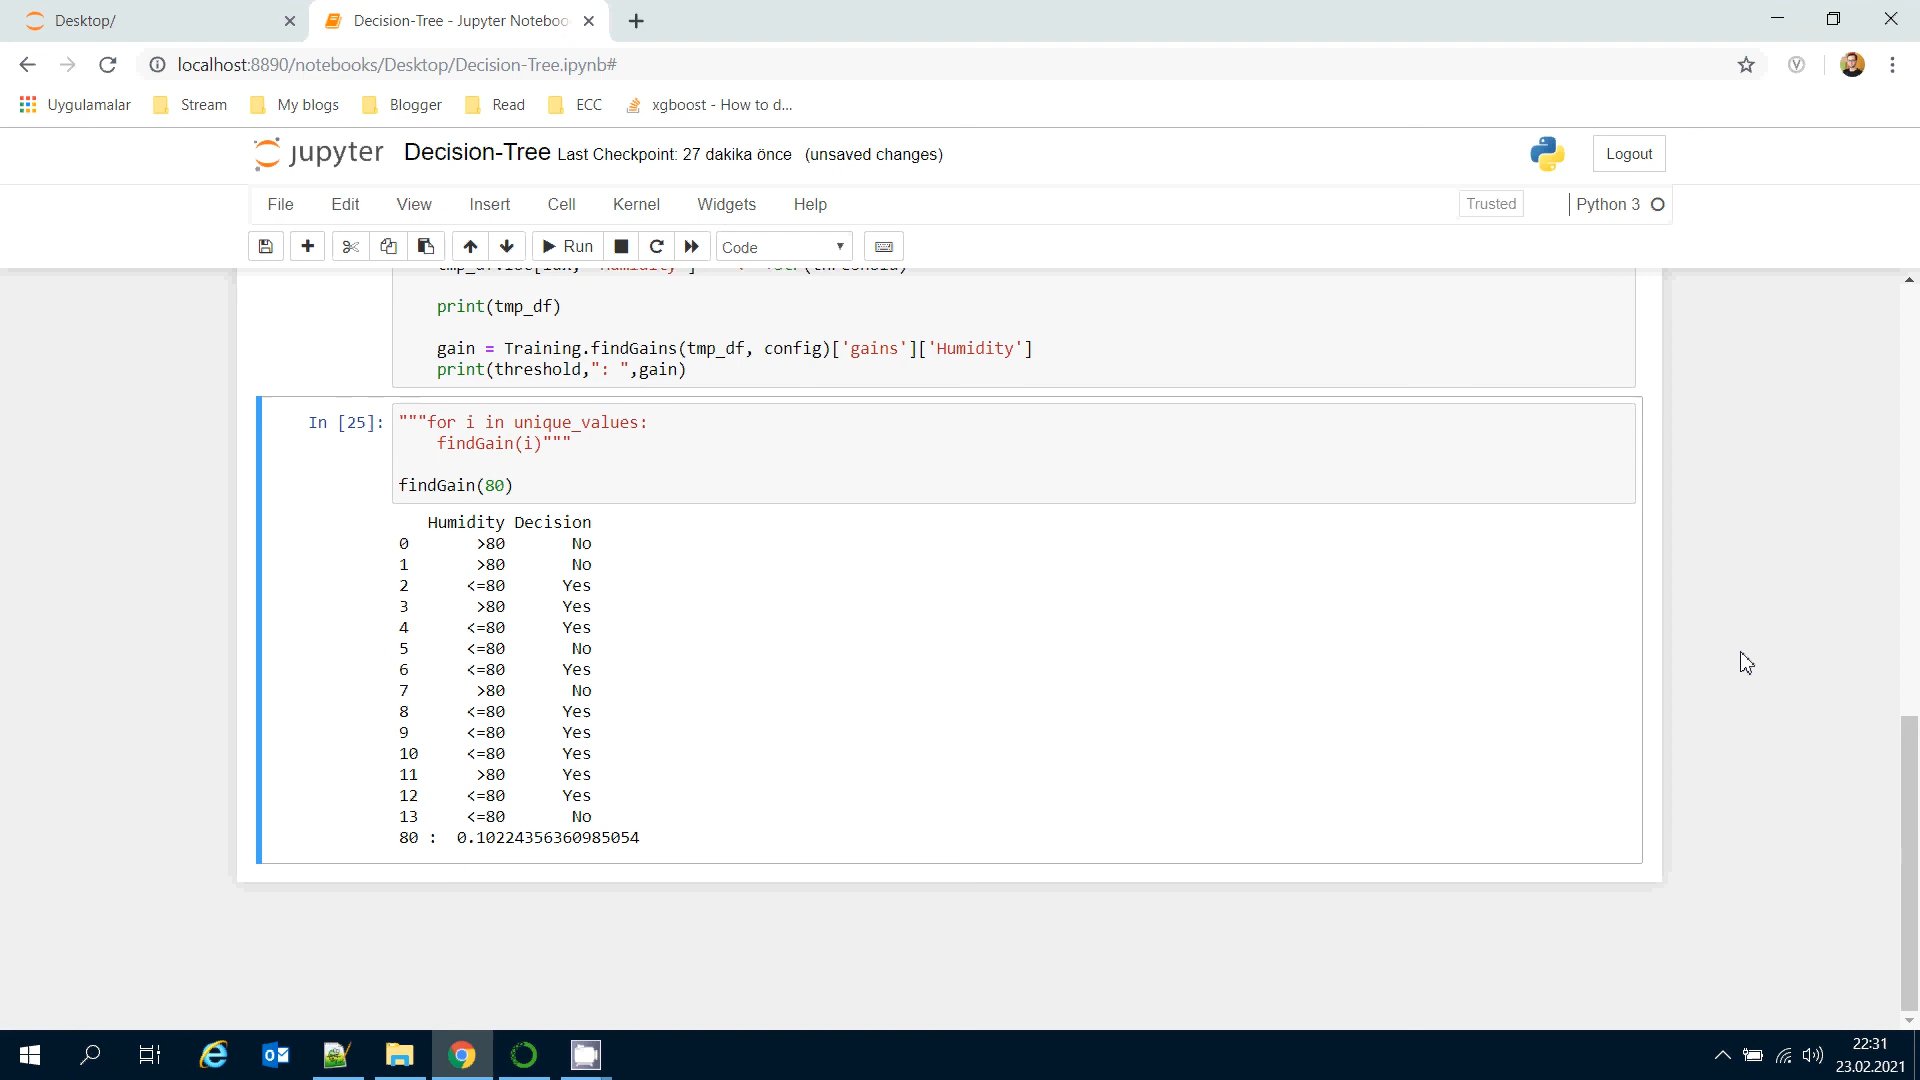 Desktop/
Decision-Tree - Jupyter Noteboo
localhost:8890/notebooks/Desktop/Decision-Tree.ipynb#
Uygulamalar Stream My blogs Blogger Read ECC xgboost - How to d...
jupyter Decision-Tree Last Checkpoint: 27 dakika önce (unsaved changes) Logout
File Edit View Insert Cell Kernel Widgets Help Trusted Python 3
Run Code
print(tmp_df)
gain = Training.findGains(tmp_df, config)['gains']['Humidity']
print(threshold,": ",gain)
In [25]: """for i in unique_values:
findGain(i)"""
findGain(80)
Humidity Decision
0 >80 No
1 >80 No
2 <=80 Yes
3 >80 Yes
4 <=80 Yes
5 <=80 No
6 <=80 Yes
7 >80 No
8 <=80 Yes
9 <=80 Yes
10 <=80 Yes
11 >80 Yes
12 <=80 Yes
13 <=80 No
80 : 0.10224356360985054
22:31
23.02.2021